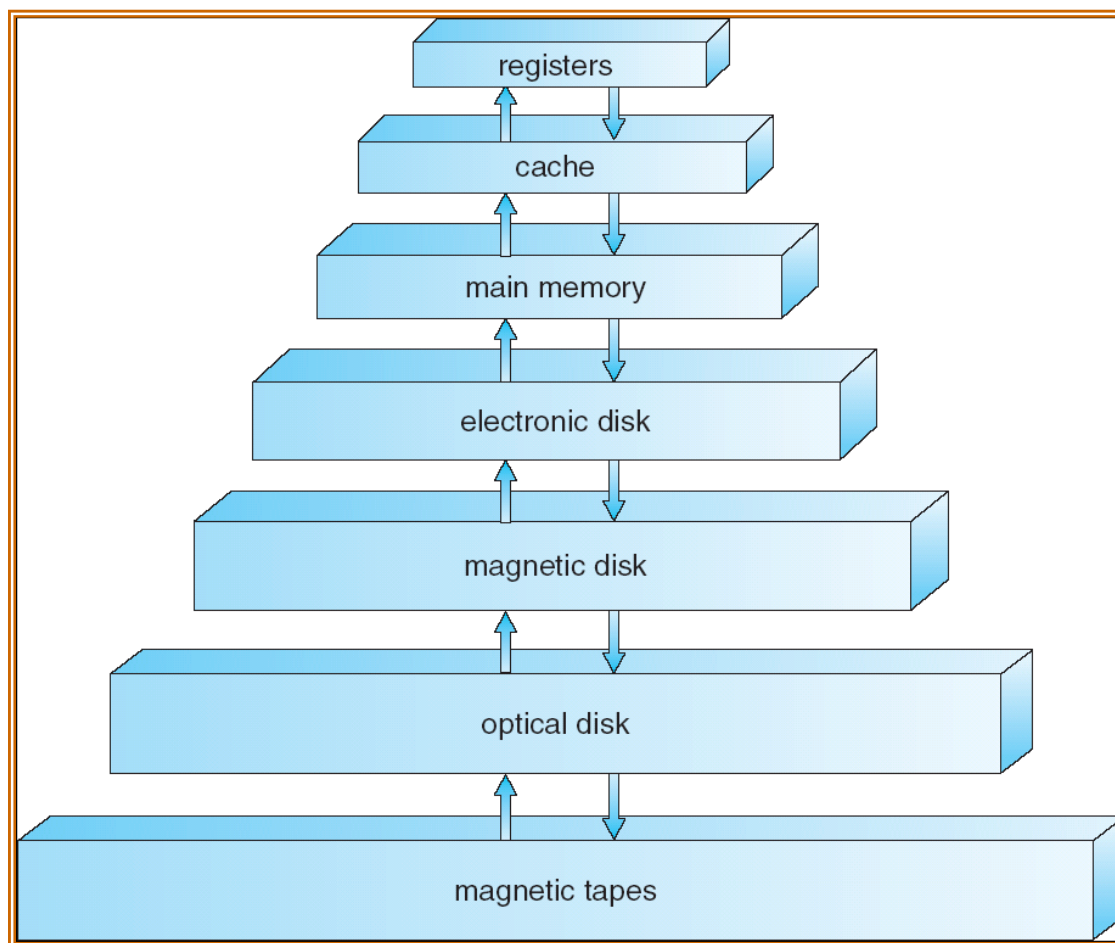 registers
cache
main memory
electronic disk
magnetic disk
optical disk
magnetic tapes